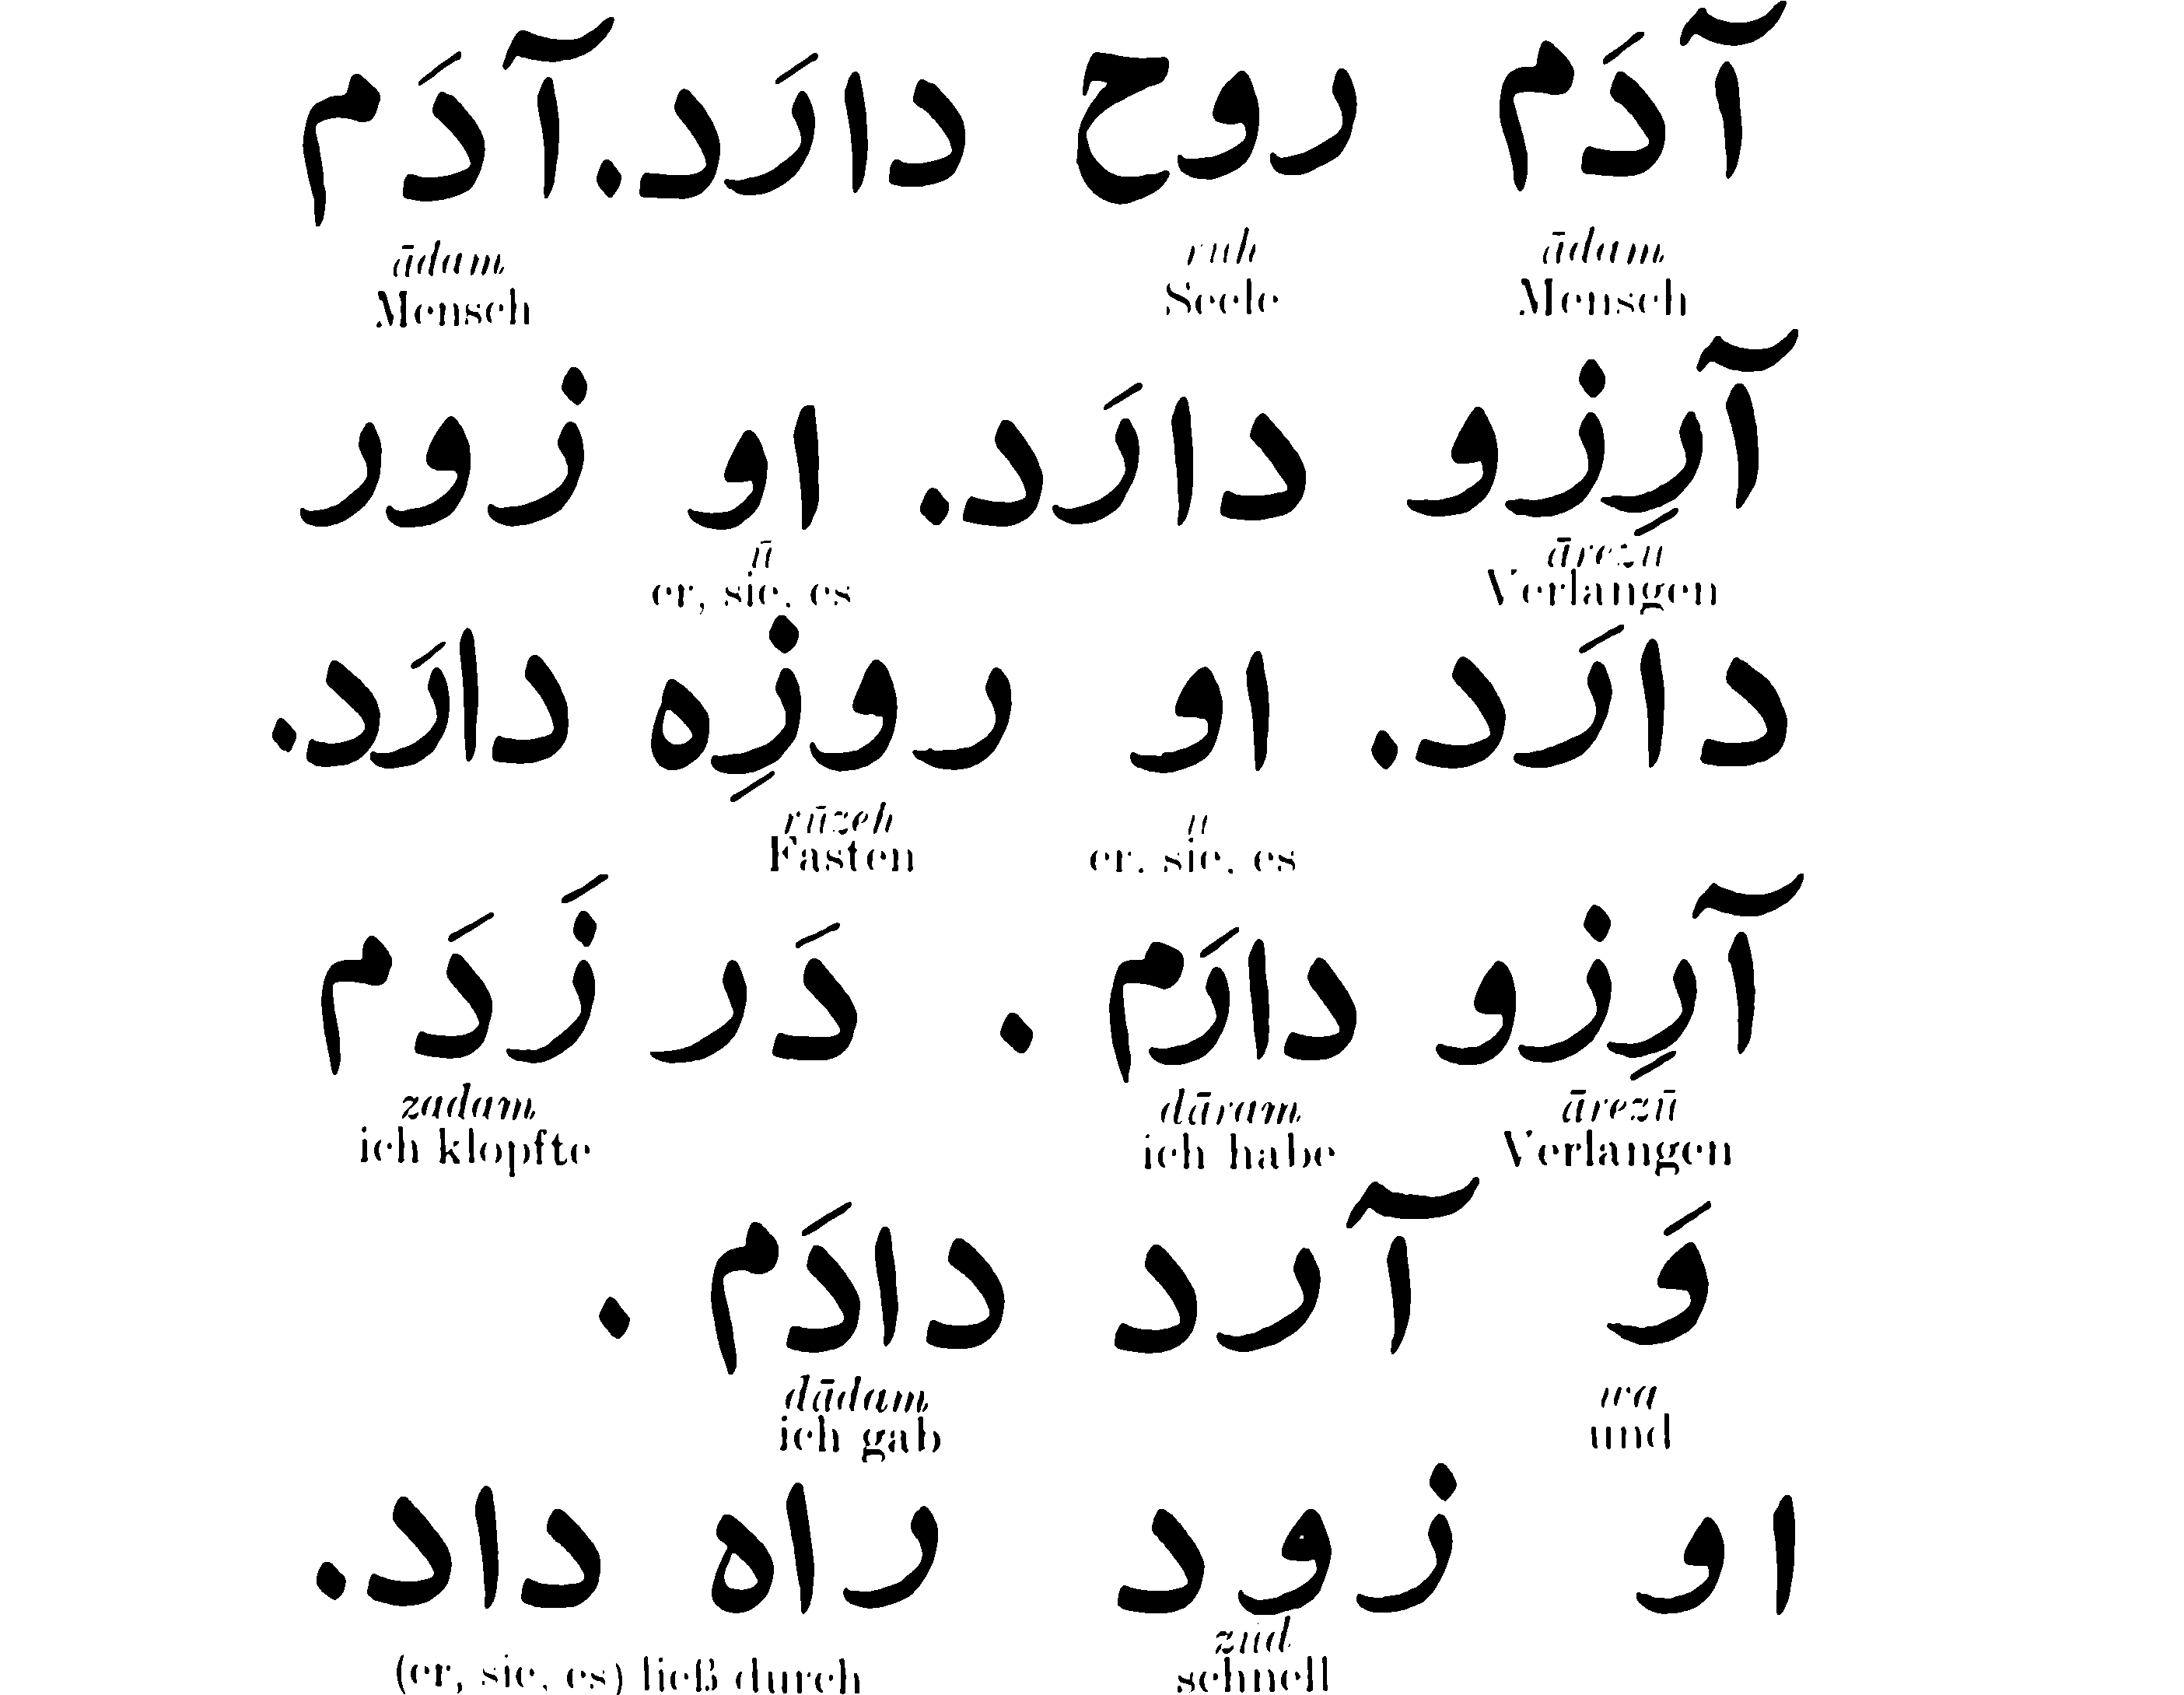 آدَم روح دارَد. آدَم
ādam ruh ādam
Mensch Seele Mensch
آرِزو دارَد. او زور
ārezū ū
Verlangen er, sie, es
دارَد. او روزِه دارَد.
u rūzeh
er, sie, es Fasten
آرِزو دارَم . دَر زَدَم
ārezū dāram zadam
Verlangen ich habe ich klopfte
وَ آرد دادَم .
wa dādam
und ich gab
او زود راه داد.
zud
schnell (er, sie, es) ließ durch